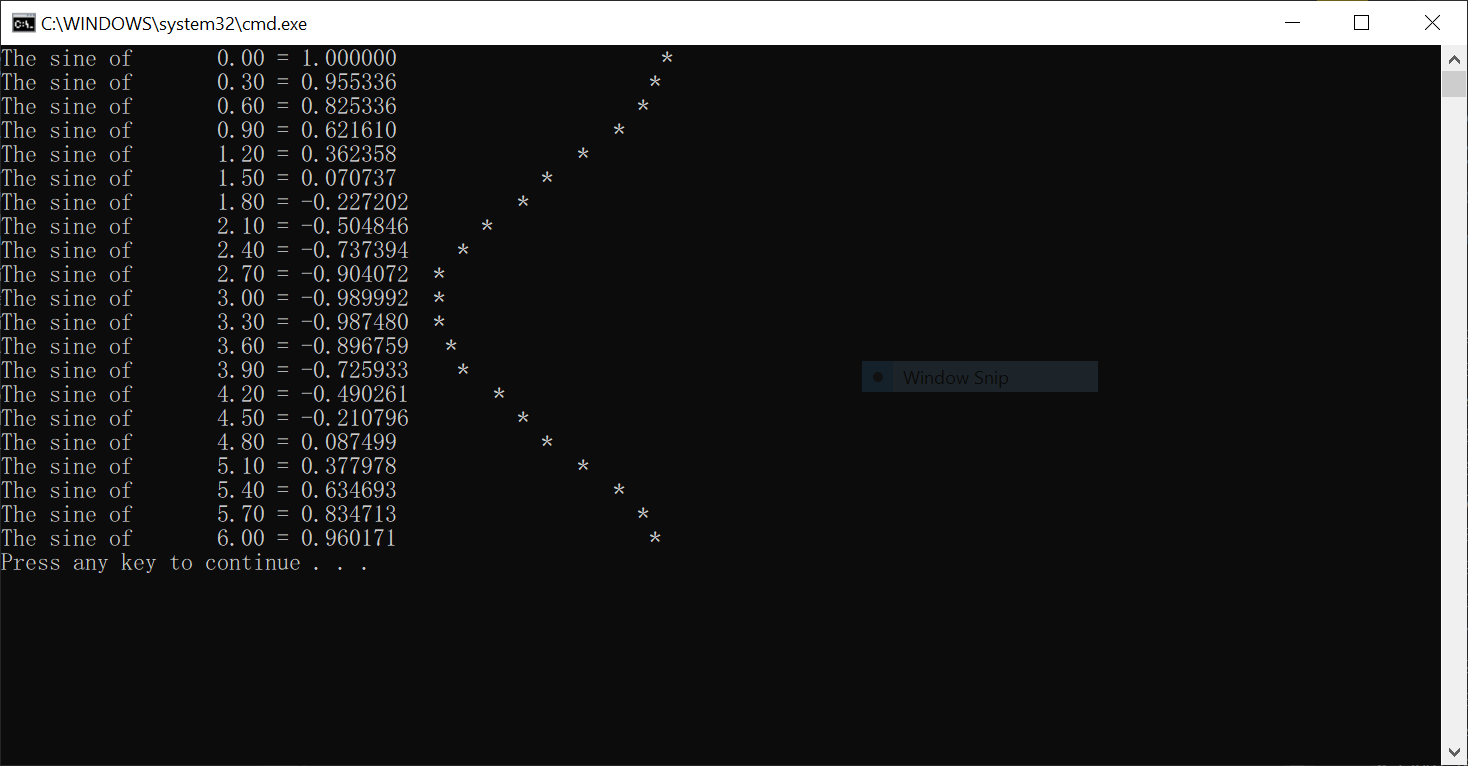 C:\WINDOWS\system32\cmd.exe
The sine of       0.00 = 1.000000                      *
The sine of       0.30 = 0.955336                     *
The sine of       0.60 = 0.825336                    *
The sine of       0.90 = 0.621610                  *
The sine of       1.20 = 0.362358               *
The sine of       1.50 = 0.070737            *
The sine of       1.80 = -0.227202         *
The sine of       2.10 = -0.504846      *
The sine of       2.40 = -0.737394    *
The sine of       2.70 = -0.904072  *
The sine of       3.00 = -0.989992  *
The sine of       3.30 = -0.987480  *
The sine of       3.60 = -0.896759   *
The sine of       3.90 = -0.725933    *
The sine of       4.20 = -0.490261       *
The sine of       4.50 = -0.210796         *
The sine of       4.80 = 0.087499            *
The sine of       5.10 = 0.377978               *
The sine of       5.40 = 0.634693                  *
The sine of       5.70 = 0.834713                    *
The sine of       6.00 = 0.960171                     *
Press any key to continue . . .
Window Snip